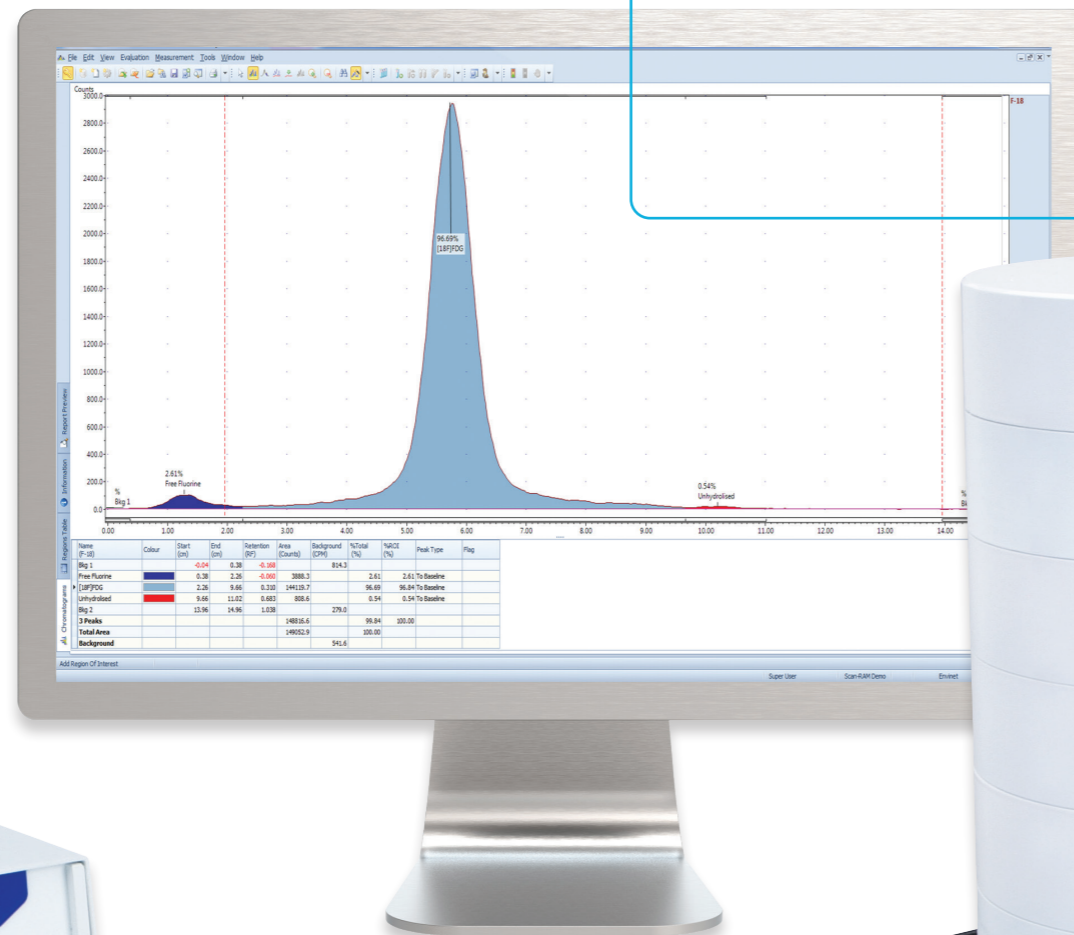 File Edit View Evaluation Measurement Tools Window Help
Counts
F-18
3000.0
2800.0
2600.0
2400.0
2200.0
2000.0
1800.0
1600.0
1400.0
1200.0
1000.0
800.0
600.0
400.0
200.0
0.0
96.69%
[18F]FDG
2.61%
Free Fluorine
0.54%
Unhydrolised
%
Bkg 1
%
0.00 1.00 2.00 3.00 4.00 5.00 6.00 7.00 8.00 9.00 10.00 11.00 12.00 13.00 14.00
Report Preview
Information
Regions Table
Chromatograms
Name (F-18) Colour Start (cm) End (cm) Retention (RF) Area (Counts) Background (CPM) %Total (%) %ROI (%) Peak Type Flag
Bkg 1 -0.04 0.38 -0.168 814.3
Free Fluorine 0.38 2.26 -0.060 3888.3 2.61 2.61 To Baseline
[18F]FDG 2.26 9.66 0.310 144119.7 96.69 96.84 To Baseline
Unhydrolised 9.66 11.02 0.683 808.6 0.54 0.54 To Baseline
Bkg 2 13.96 14.96 1.038 279.0
3 Peaks 148816.6 99.84 100.00
Total Area 149052.9 100.00
Background 541.6
Add Region Of Interest
Super User Scan-RAM Demo Envinet